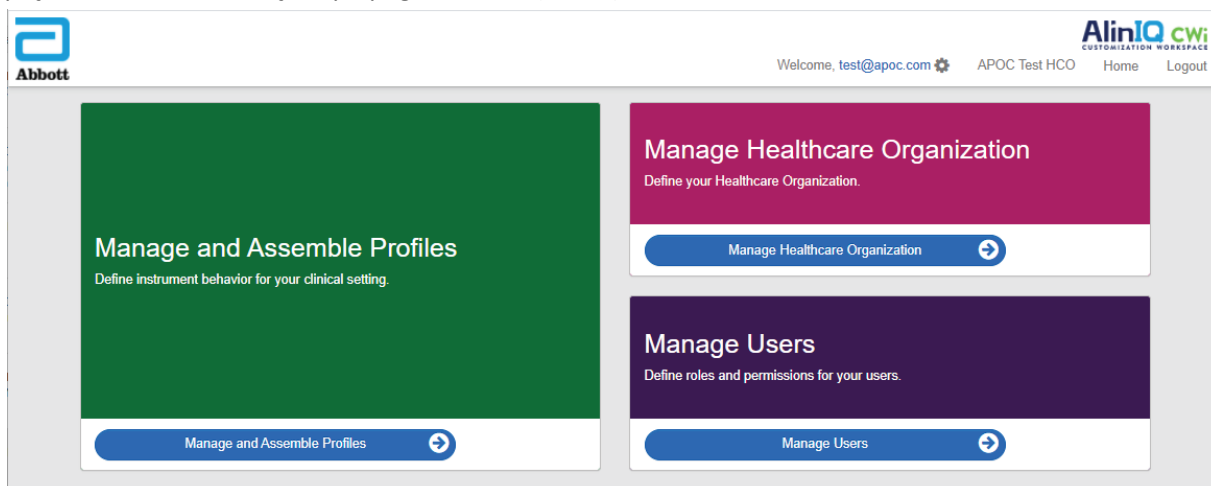 Abbott
AlinIQ CWi
CUSTOMIZATION WORKSPACE
Welcome, test@apoc.com APOC Test HCO Home Logout
Manage and Assemble Profiles
Define instrument behavior for your clinical setting.
Manage and Assemble Profiles
Manage Healthcare Organization
Define your Healthcare Organization.
Manage Healthcare Organization
Manage Users
Define roles and permissions for your users.
Manage Users